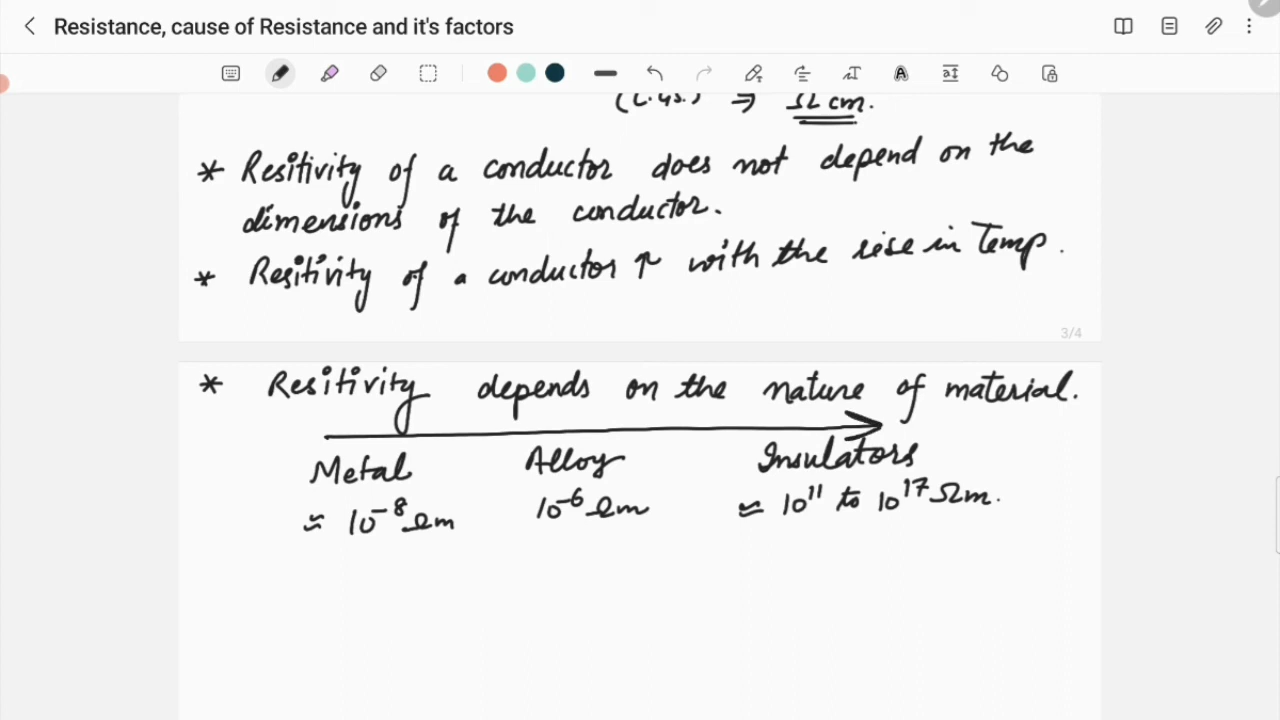 Resistance, cause of Resistance and it's factors
(C.G.S.) ⇒ Ω cm.
* Resitivity of a conductor does not depend on the
dimensions of the conductor.
* Resitivity of a conductor ↑ with the rise in Temp.
3/4
* Resitivity depends on the nature of material.
Metal Alloy Insulators
≈ 10⁻⁸ Ωm 10⁻⁶ Ωm ≈ 10¹¹ to 10¹⁷ Ωm.